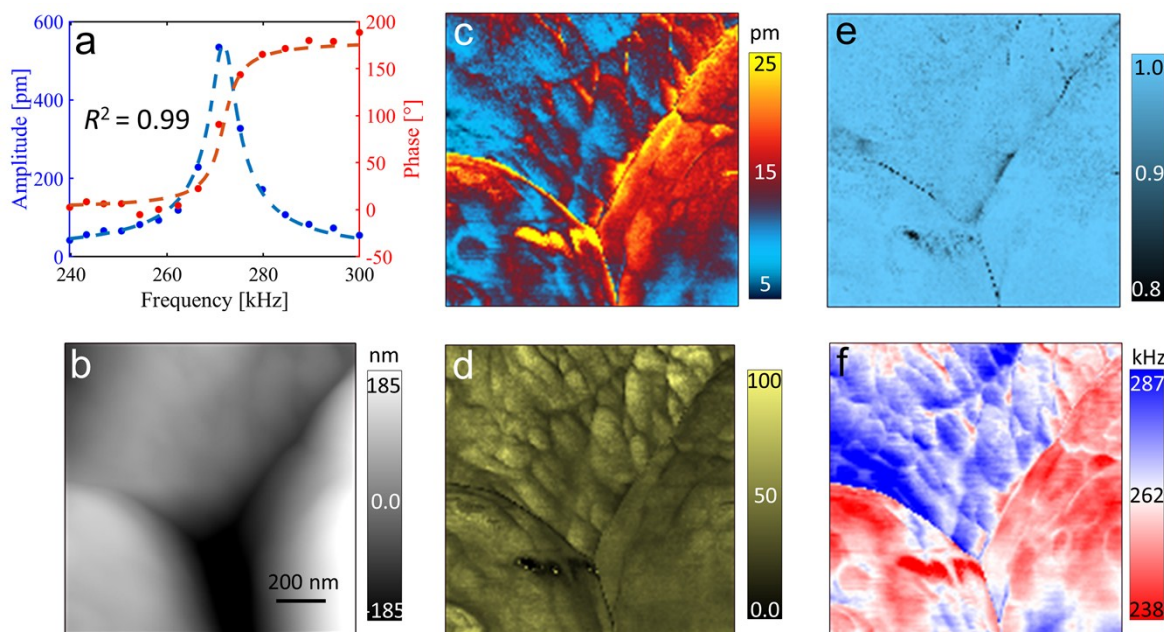 a
600
400
200
0
Amplitude [pm]
R² = 0.99
200
150
100
50
0
-50
Phase [°]
240
260
280
300
Frequency [kHz]
c
pm
25
15
5
e
1.0
0.9
0.8
b
nm
185
0.0
-185
200 nm
d
100
50
0.0
f
kHz
287
262
238